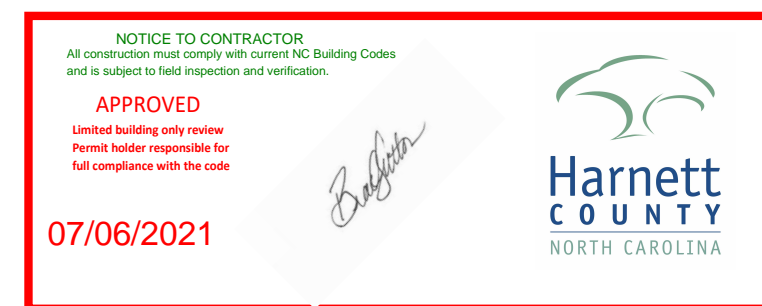 NOTICE TO CONTRACTOR
All construction must comply with current NC Building Codes
and is subject to field inspection and verification.
APPROVED
Limited building only review
Permit holder responsible for
full compliance with the code
07/06/2021
Harnett
COUNTY
NORTH CAROLINA